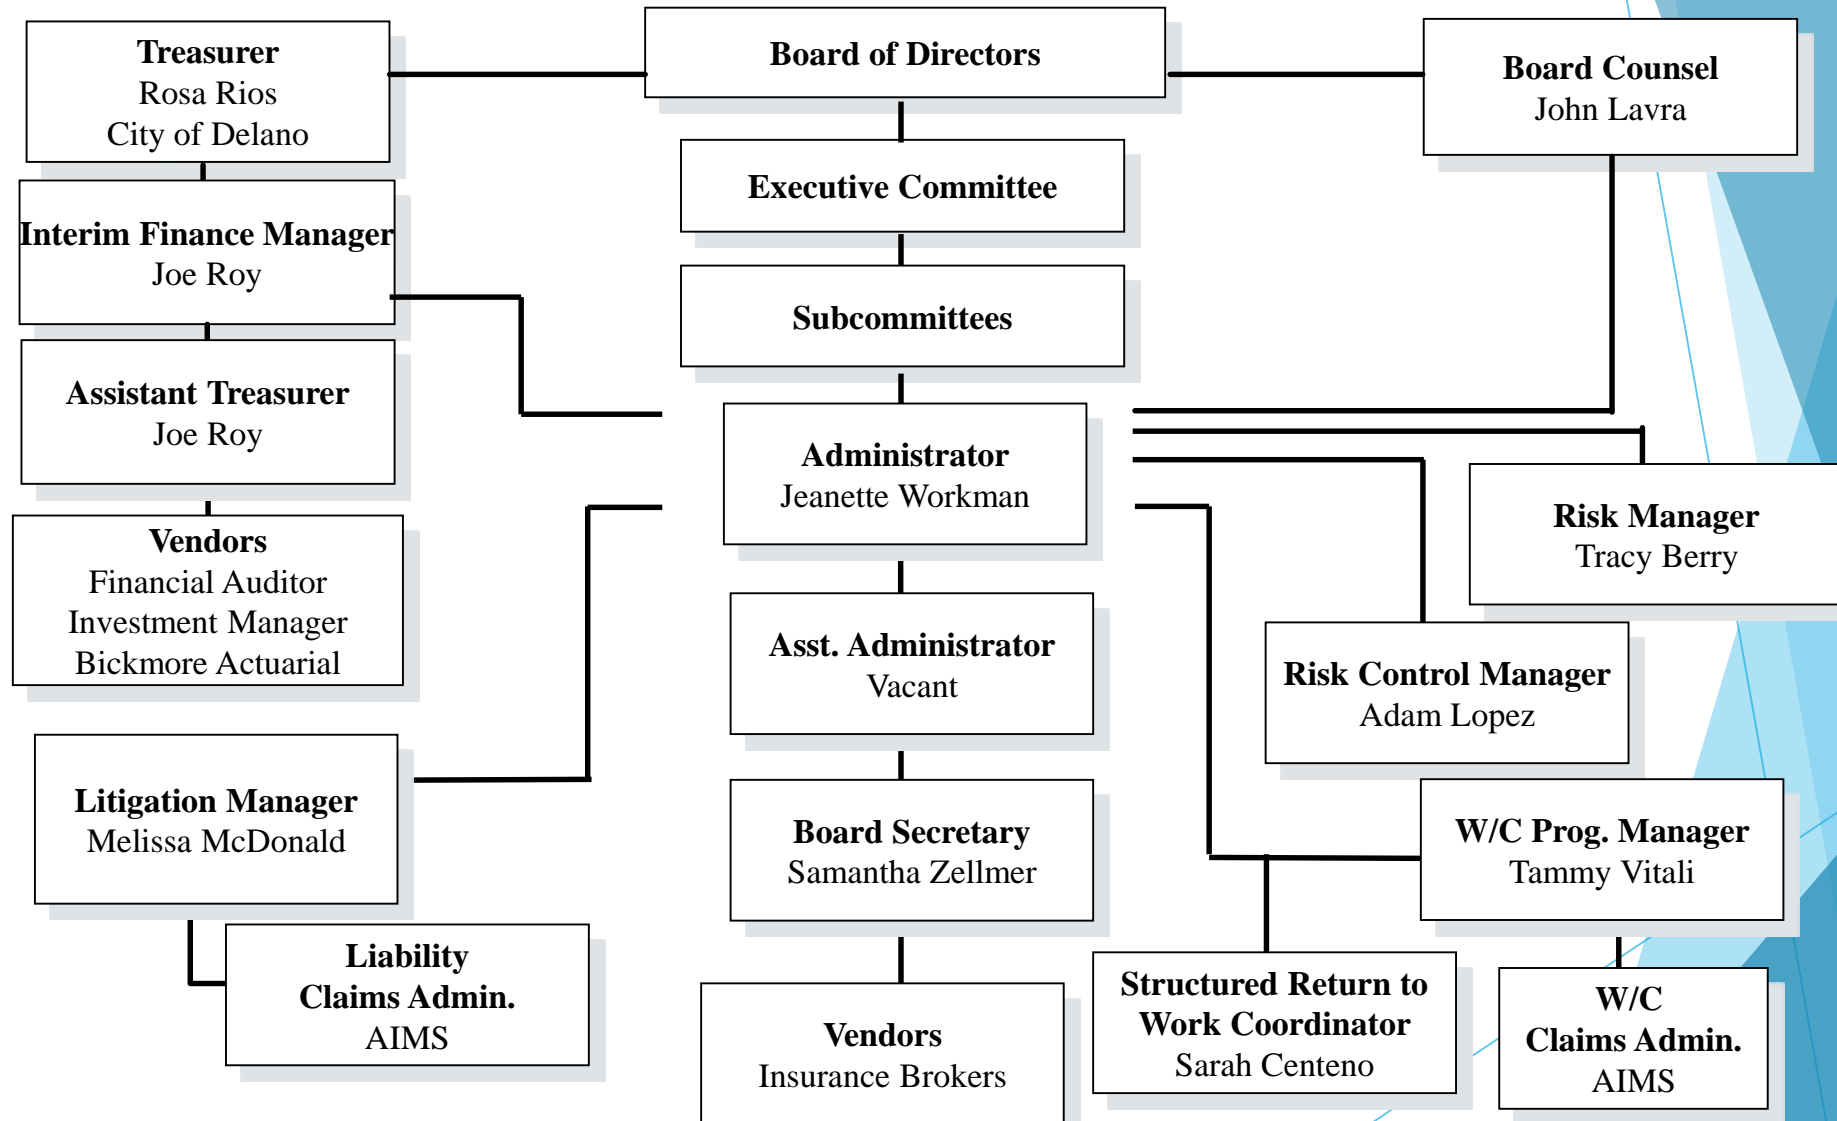 Treasurer
Rosa Rios
City of Delano
Board of Directors
Board Counsel
John Lavra
Executive Committee
Interim Finance Manager
Joe Roy
Subcommittees
Assistant Treasurer
Joe Roy
Administrator
Jeanette Workman
Risk Manager
Tracy Berry
Vendors
Financial Auditor
Investment Manager
Bickmore Actuarial
Asst. Administrator
Vacant
Risk Control Manager
Adam Lopez
Litigation Manager
Melissa McDonald
Board Secretary
Samantha Zellmer
W/C Prog. Manager
Tammy Vitali
Liability
Claims Admin.
AIMS
Vendors
Insurance Brokers
Structured Return to
Work Coordinator
Sarah Centeno
W/C
Claims Admin.
AIMS